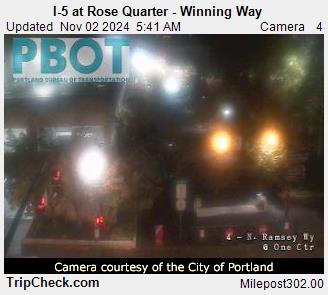 I-5 at Rose Quarter - Winning Way
Updated Nov 02 2024 5:41 AM Camera 4
PBOT
PORTLAND BUREAU OF TRANSPORTATION
4 - N. Ramsey Wy
@ One Ctr
Camera courtesy of the City of Portland
TripCheck.com Milepost302.00